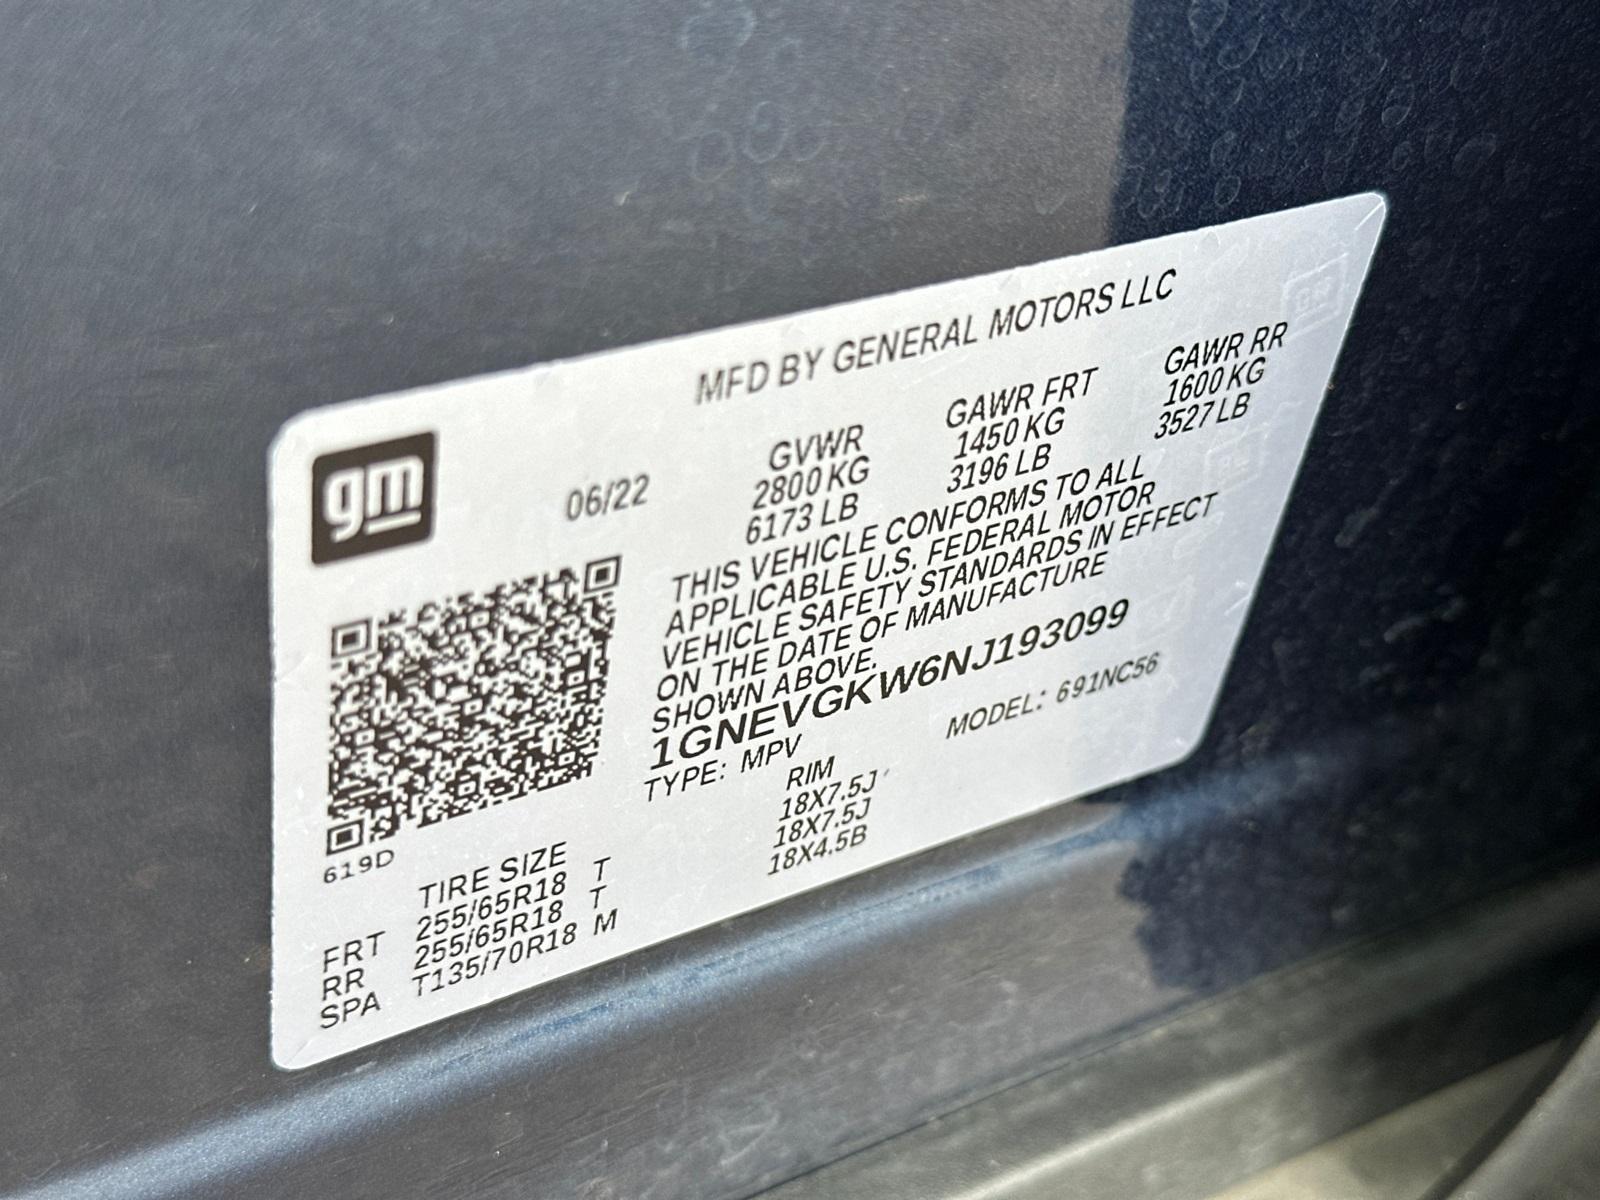 MFD BY GENERAL MOTORS LLC
gm
06/22
GVWR GAWR FRT GAWR RR
2800 KG 1450 KG 1600 KG
6173 LB 3196 LB 3527 LB
THIS VEHICLE CONFORMS TO ALL
APPLICABLE U.S. FEDERAL MOTOR
VEHICLE SAFETY STANDARDS IN EFFECT
ON THE DATE OF MANUFACTURE
SHOWN ABOVE.
1GNEVGKW6NJ193099
TYPE: MPV MODEL: 691NC56
619D
TIRE SIZE RIM
FRT 255/65R18 T 18X7.5J
RR 255/65R18 T 18X7.5J
SPA T135/70R18 M 18X4.5B